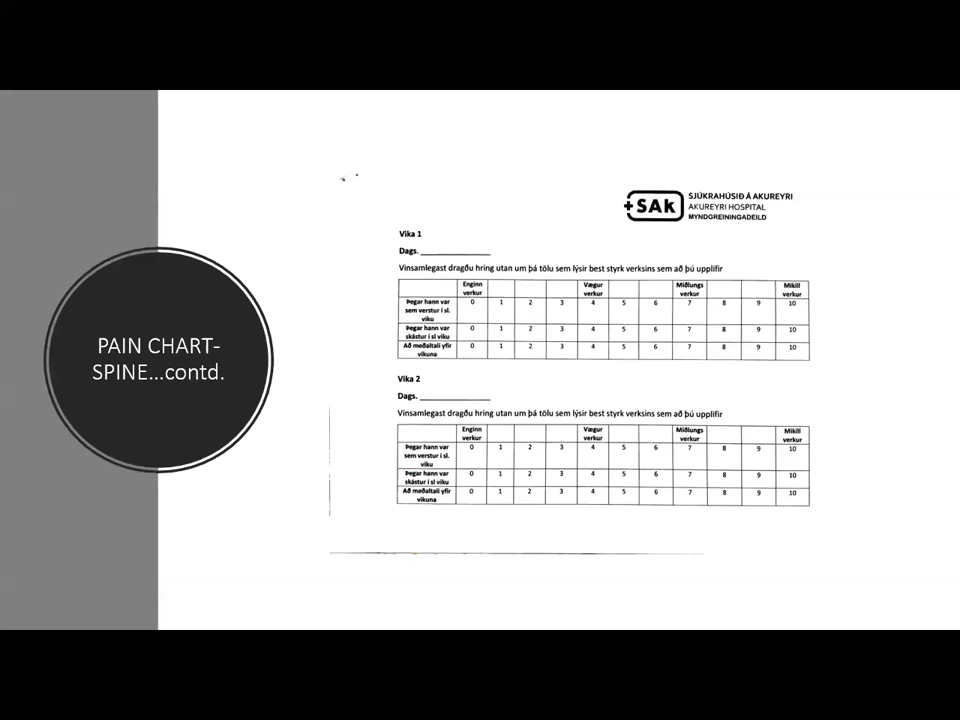 PAIN CHART-
SPINE...contd.
+SAk
SJÚKRAHÚSIÐ Á AKUREYRI
AKUREYRI HOSPITAL
MYNDGREININGADEILD
Vika 1
Dags. _______________
Vinsamlegast dragðu hring utan um þá tölu sem lýsir best styrk verksins sem að þú upplifir
Enginn verkur Vægur verkur Miðlungs verkur Mikill verkur
Þegar hann var sem verstur í sl. viku 0 1 2 3 4 5 6 7 8 9 10
Þegar hann var skástur í sl viku 0 1 2 3 4 5 6 7 8 9 10
Að meðaltali yfir vikuna 0 1 2 3 4 5 6 7 8 9 10
Vika 2
Dags. _______________
Vinsamlegast dragðu hring utan um þá tölu sem lýsir best styrk verksins sem að þú upplifir
Enginn verkur Vægur verkur Miðlungs verkur Mikill verkur
Þegar hann var sem verstur í sl. viku 0 1 2 3 4 5 6 7 8 9 10
Þegar hann var skástur í sl viku 0 1 2 3 4 5 6 7 8 9 10
Að meðaltali yfir vikuna 0 1 2 3 4 5 6 7 8 9 10